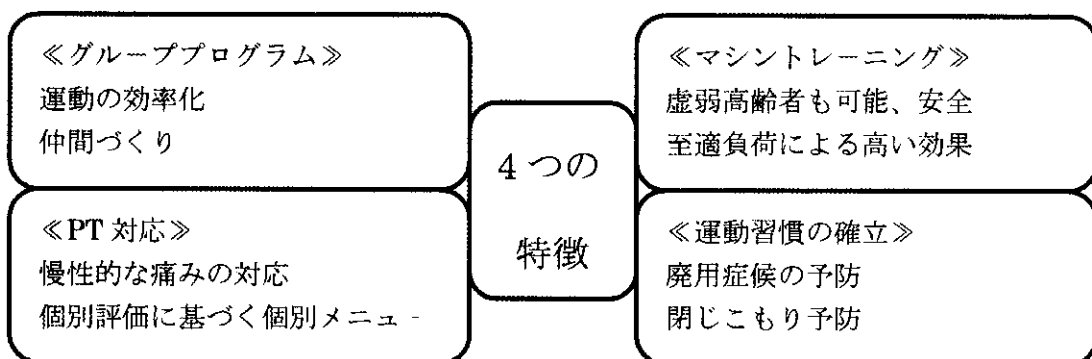 ≪グループプログラム≫
運動の効率化
仲間づくり
≪マシントレーニング≫
虚弱高齢者も可能、安全
至適負荷による高い効果
4つの
特徴
≪PT対応≫
慢性的な痛みの対応
個別評価に基づく個別メニュー
≪運動習慣の確立≫
廃用症候の予防
閉じこもり予防